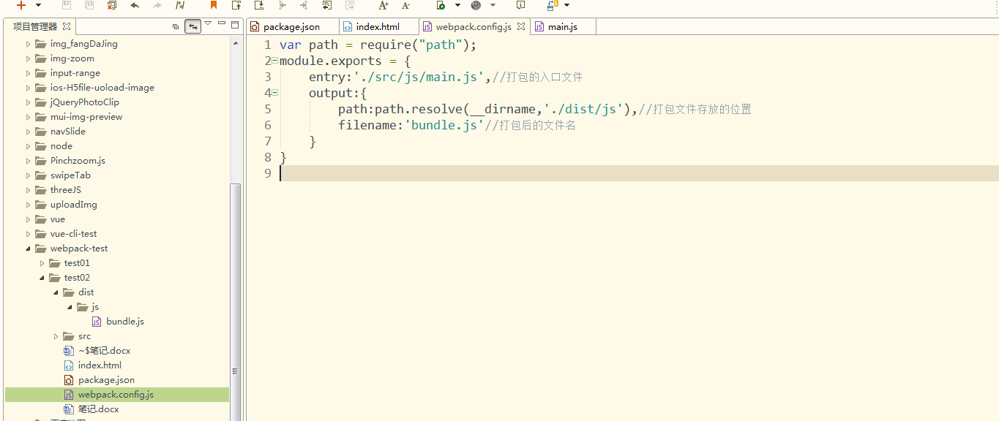 项目管理器
package.json
index.html
webpack.config.js
main.js
img_fangDaJing
img-zoom
input-range
ios-H5file-uoload-image
jQueryPhotoClip
mui-img-preview
navSlide
node
Pinchzoom.js
swipeTab
threeJS
uploadImg
vue
vue-cli-test
webpack-test
test01
test02
dist
js
bundle.js
src
~$笔记.docx
index.html
package.json
webpack.config.js
笔记.docx
1 var path = require("path");
2 module.exports = {
3 entry:'./src/js/main.js',//打包的入口文件
4 output:{
5 path:path.resolve(__dirname,'./dist/js'),//打包文件存放的位置
6 filename:'bundle.js'//打包后的文件名
7 }
8 }
9